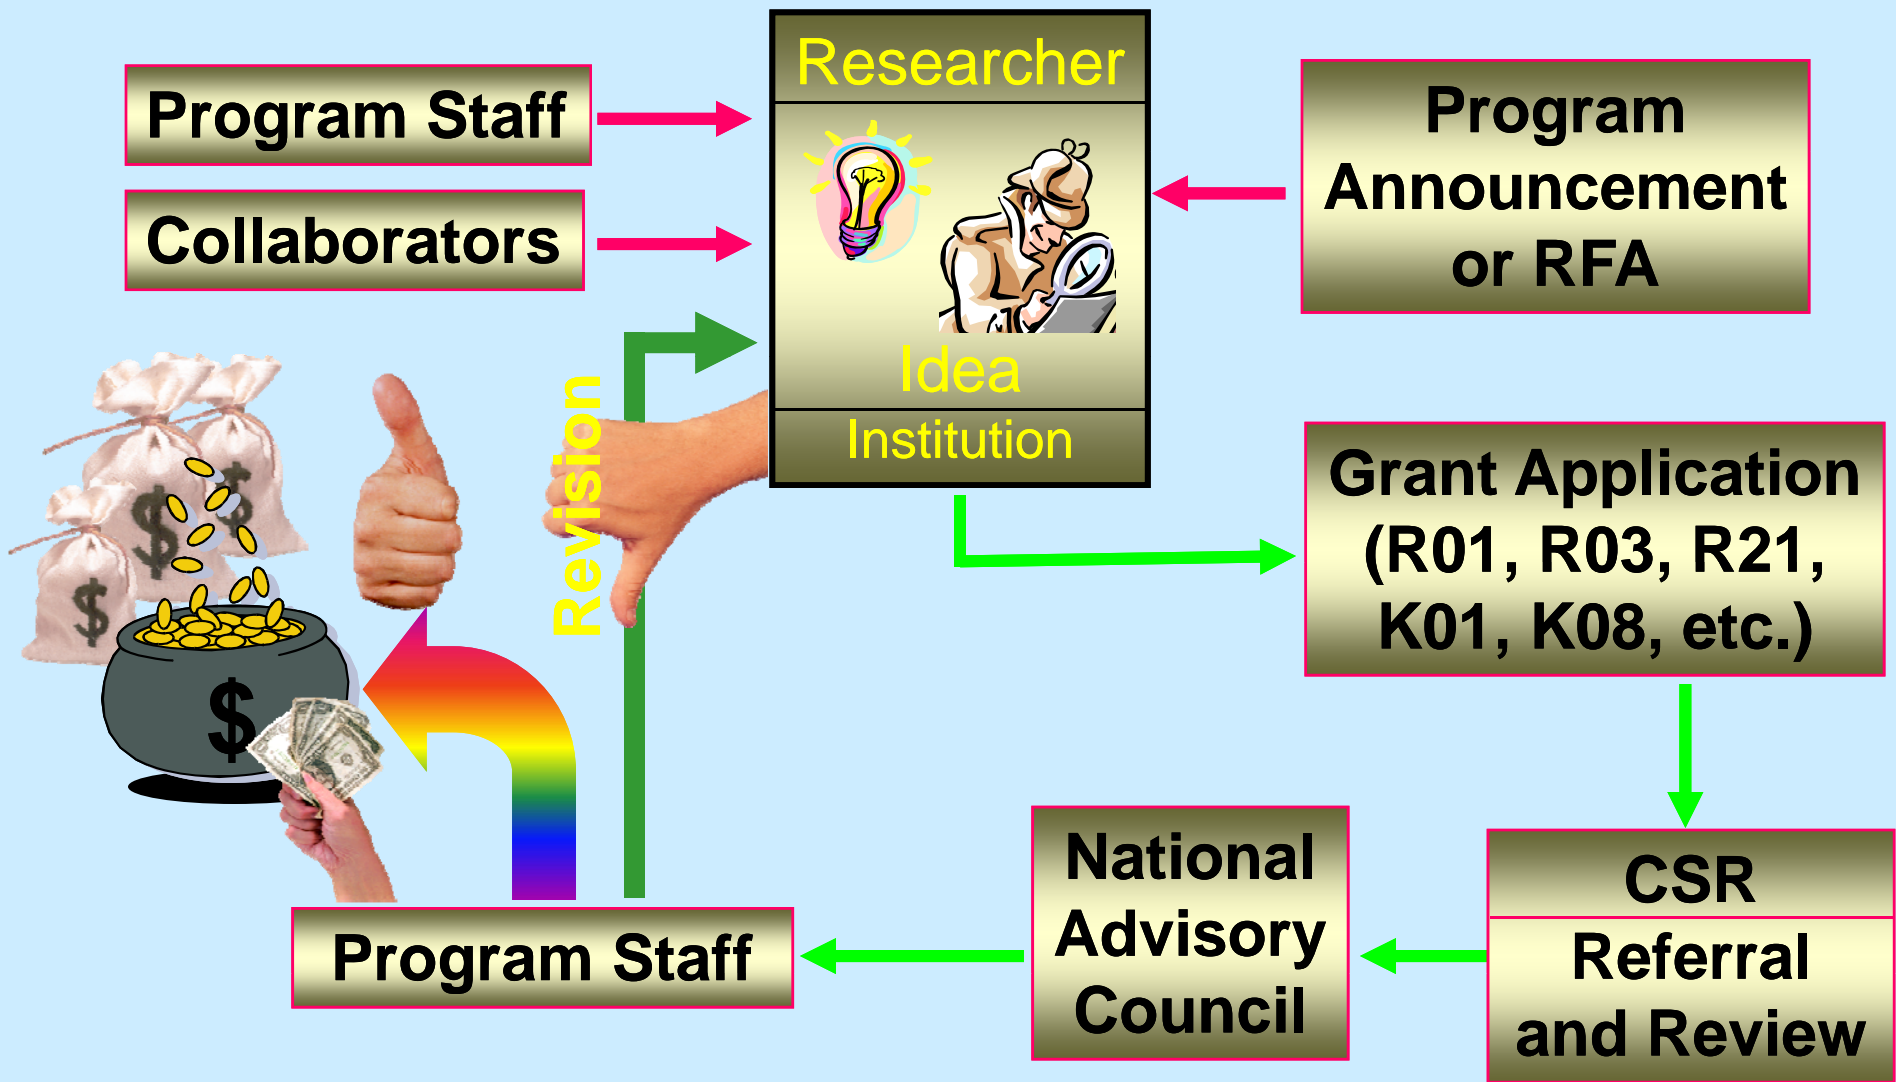 Researcher
Idea
Institution
Program Staff
Collaborators
Program
Announcement
or RFA
Grant Application
(R01, R03, R21,
K01, K08, etc.)
CSR
Referral
and Review
National
Advisory
Council
Program Staff
Revision
$
$
$
$